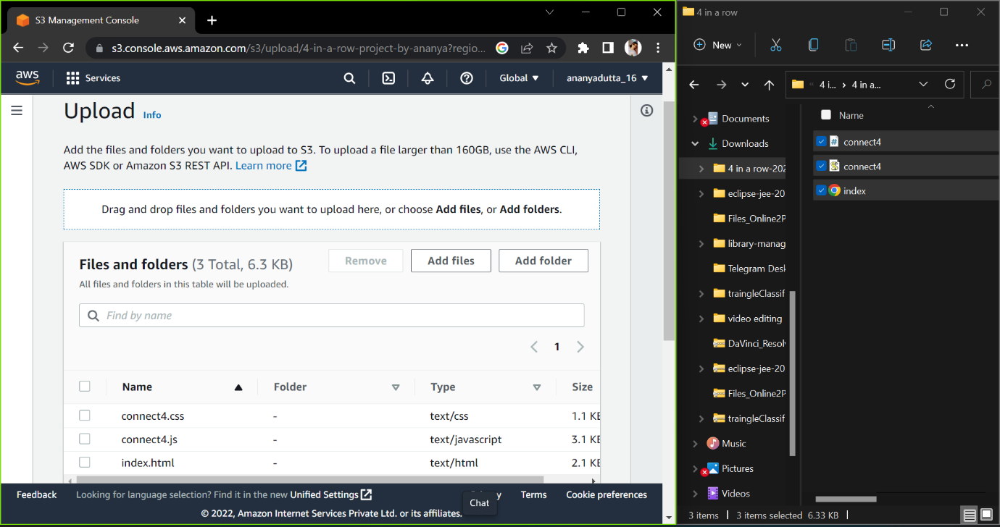 S3 Management Console
s3.console.aws.amazon.com/s3/upload/4-in-a-row-project-by-ananya?regio...
aws
Services
Global
ananyadutta_16
Upload Info
Add the files and folders you want to upload to S3. To upload a file larger than 160GB, use the AWS CLI,
AWS SDK or Amazon S3 REST API. Learn more
Drag and drop files and folders you want to upload here, or choose Add files, or Add folders.
Files and folders (3 Total, 6.3 KB)
Remove
Add files
Add folder
All files and folders in this table will be uploaded.
Find by name
1
Name Folder Type Size
connect4.css - text/css 1.1 KB
connect4.js - text/javascript 3.1 KB
index.html - text/html 2.1 KB
Feedback
Looking for language selection? Find it in the new Unified Settings
Terms
Cookie preferences
Chat
© 2022, Amazon Internet Services Private Ltd. or its affiliates.
4 in a row
New
4 i... 4 in a...
Documents
Downloads
4 in a row-202
eclipse-jee-20
Files_Online2P
library-manag
Telegram Desk
traingleClassif
video editing
DaVinci_Resolv
eclipse-jee-20
Files_Online2P
traingleClassif
Music
Pictures
Videos
Name
connect4
connect4
index
3 items
3 items selected 6.33 KB